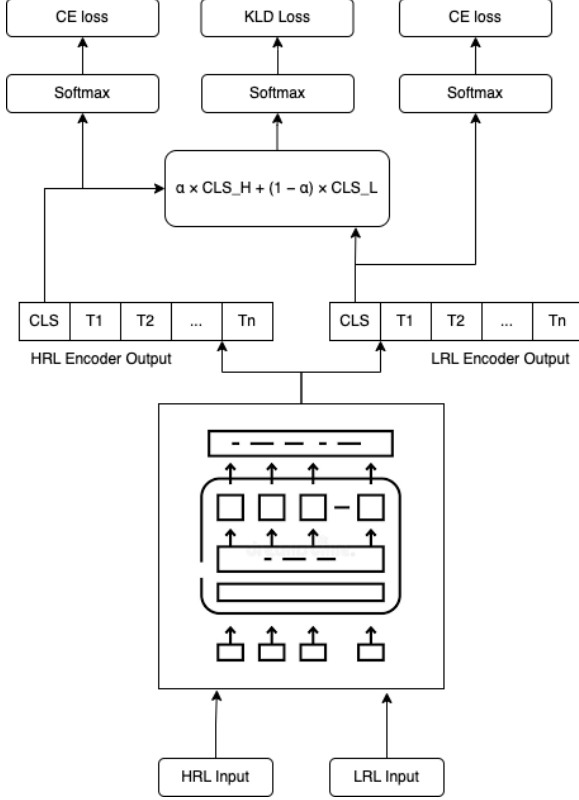 CE loss
KLD Loss
CE loss
Softmax
Softmax
Softmax
α × CLS_H + (1 - α) × CLS_L
CLS T1 T2 ... Tn
CLS T1 T2 ... Tn
HRL Encoder Output
LRL Encoder Output
HRL Input
LRL Input